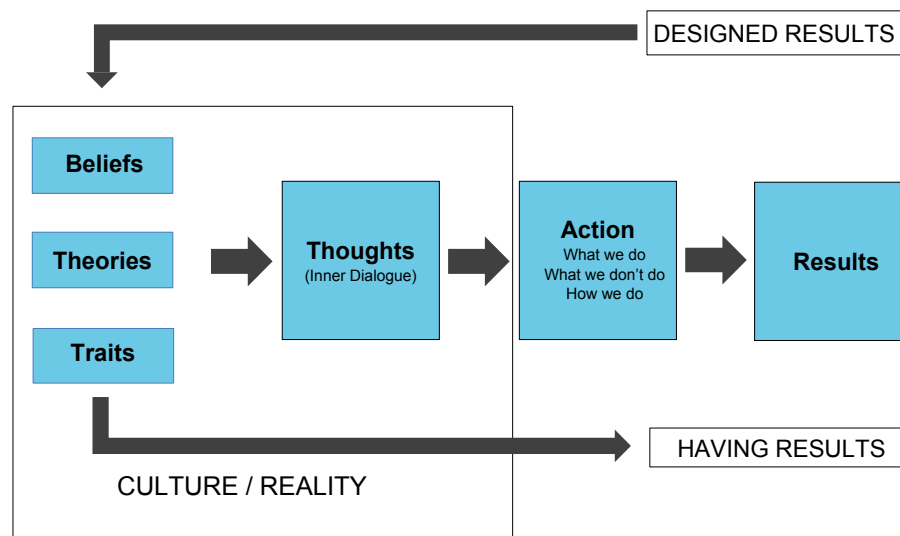 DESIGNED RESULTS
Beliefs
Theories
Traits
Thoughts
(Inner Dialogue)
Action
What we do
What we don't do
How we do
Results
HAVING RESULTS
CULTURE / REALITY